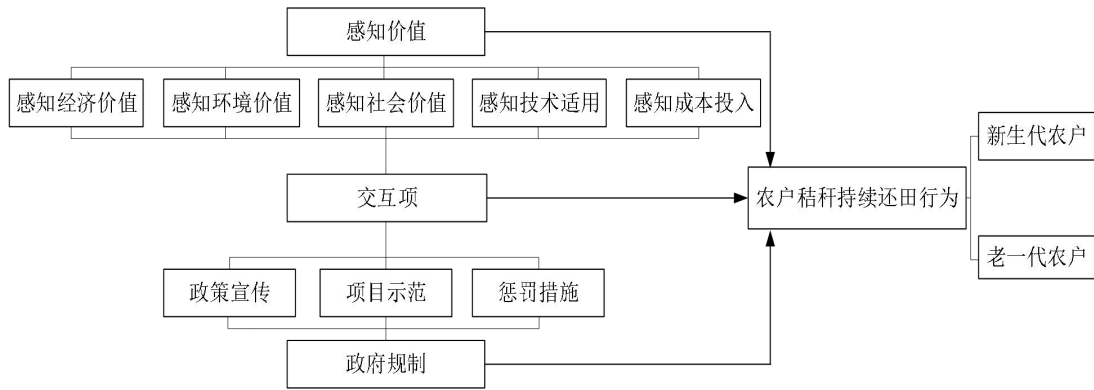 感知价值
感知经济价值
感知环境价值
感知社会价值
感知技术适用
感知成本投入
新生代农户
交互项
农户秸秆持续还田行为
老一代农户
政策宣传
项目示范
惩罚措施
政府规制